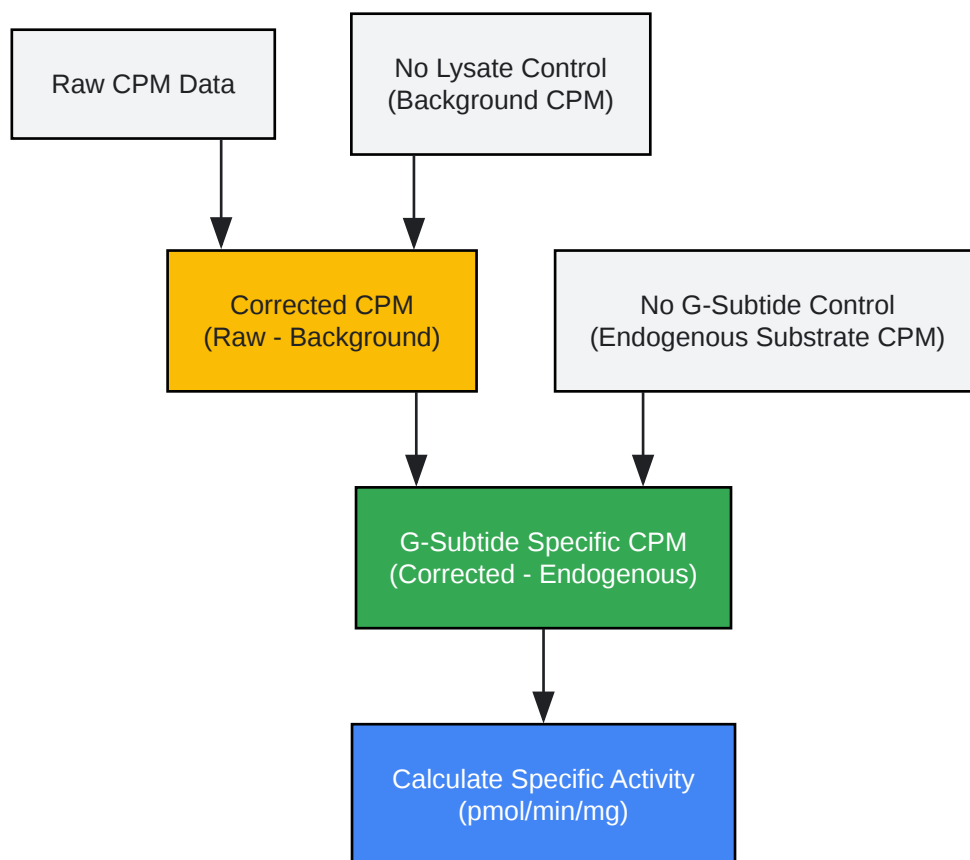 Raw CPM Data
No Lysate Control
(Background CPM)
Corrected CPM
(Raw - Background)
No G-Subtide Control
(Endogenous Substrate CPM)
G-Subtide Specific CPM
(Corrected - Endogenous)
Calculate Specific Activity
(pmol/min/mg)